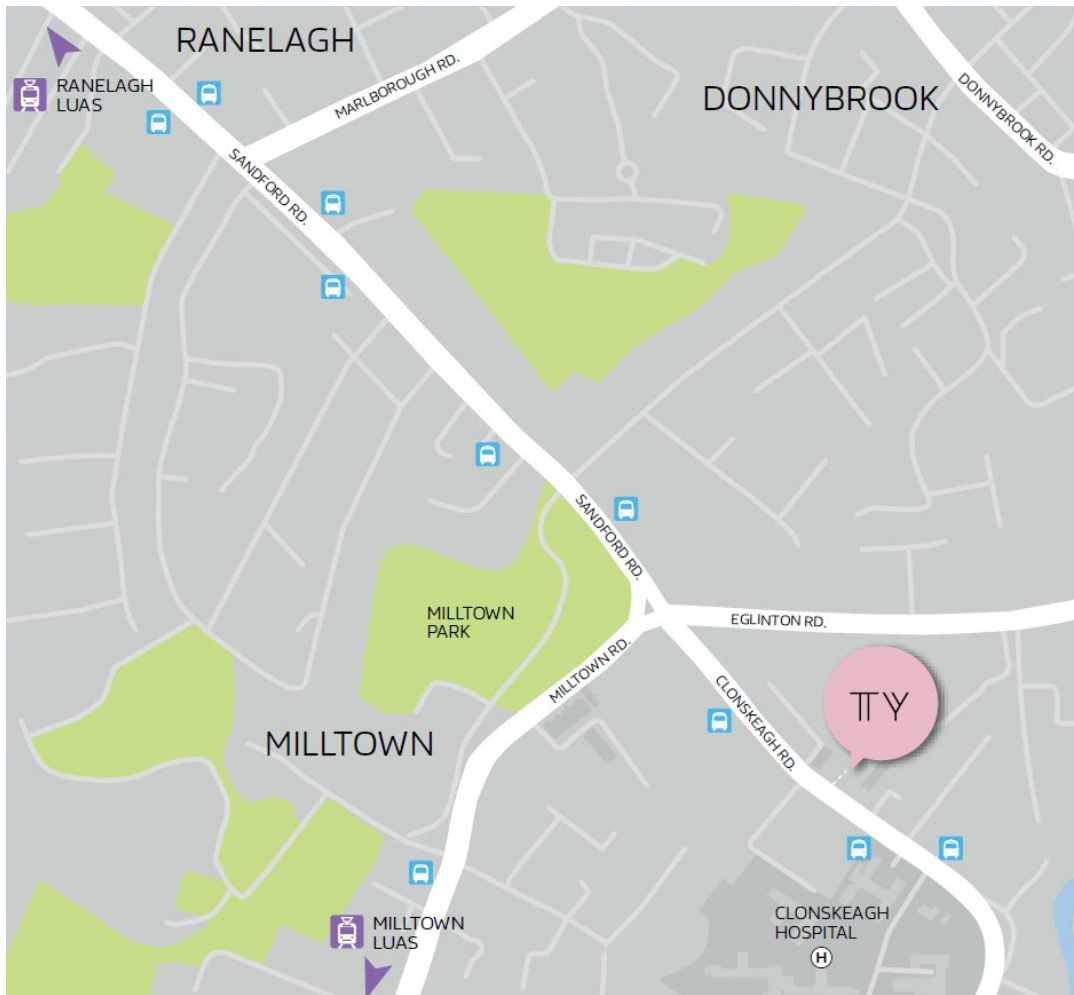 RANELAGH
RANELAGH
LUAS
MARLBOROUGH RD.
DONNYBROOK
DONNYBROOK RD.
SANDFORD RD.
SANDFORD RD.
MILLTOWN
PARK
EGLINTON RD.
MILLTOWN RD.
CLONSKEAGH RD.
TY
MILLTOWN
CLONSKEAGH
HOSPITAL
H
MILLTOWN
LUAS